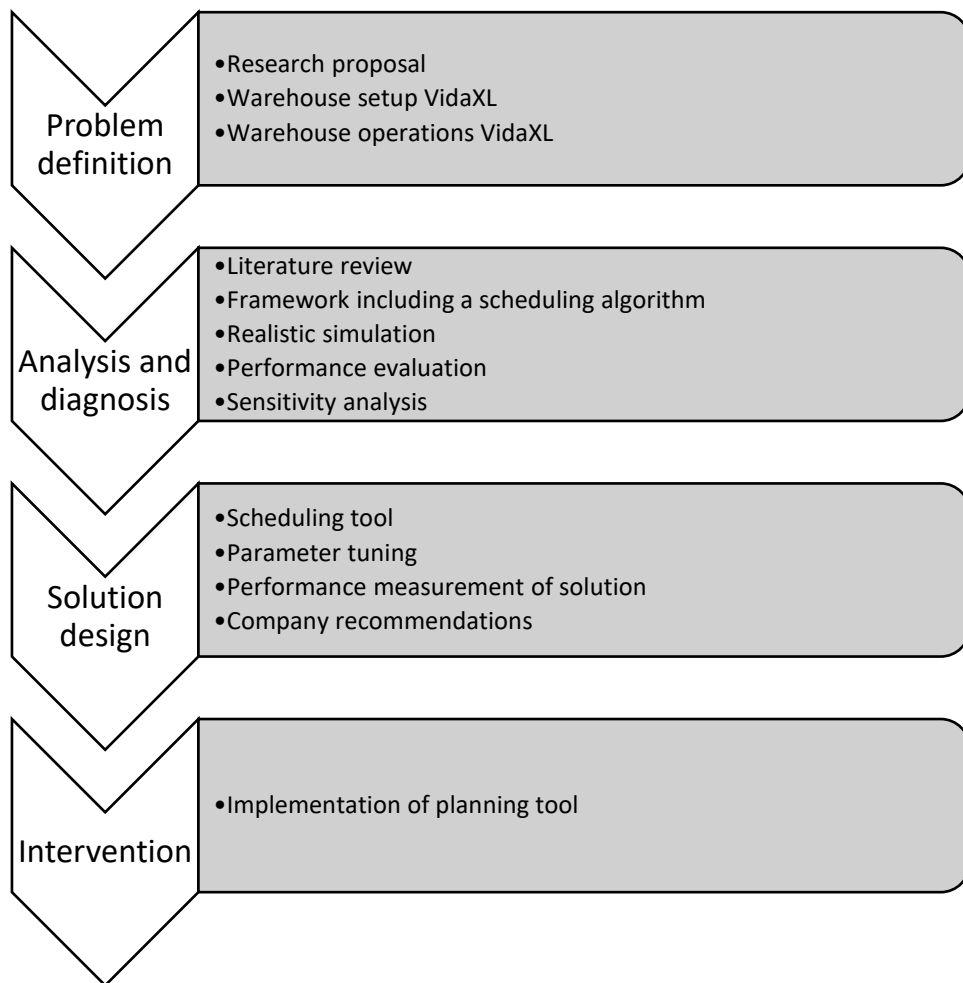 Problem
definition
•Research proposal
•Warehouse setup VidaXL
•Warehouse operations VidaXL
Analysis and
diagnosis
•Literature review
•Framework including a scheduling algorithm
•Realistic simulation
•Performance evaluation
•Sensitivity analysis
Solution
design
•Scheduling tool
•Parameter tuning
•Performance measurement of solution
•Company recommendations
Intervention
•Implementation of planning tool